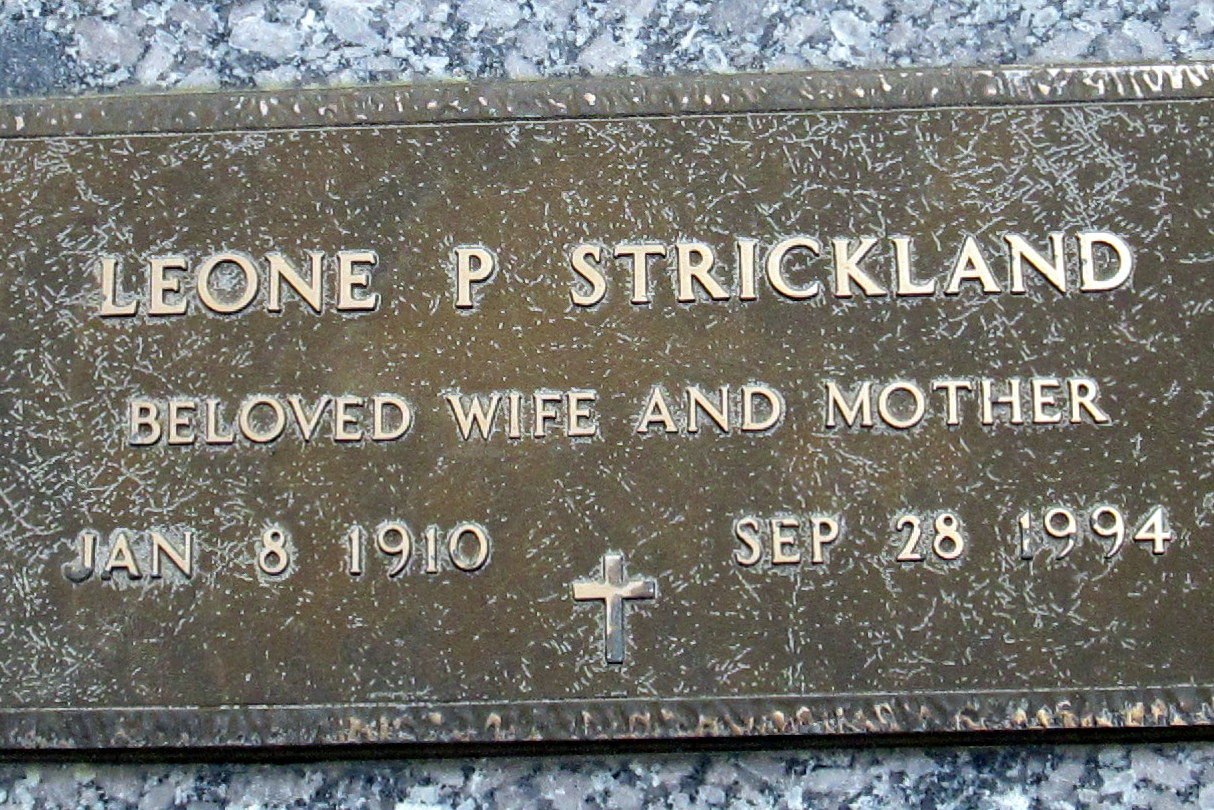 LEONE P STRICKLAND
BELOVED WIFE AND MOTHER
JAN 8 1910 SEP 28 1994